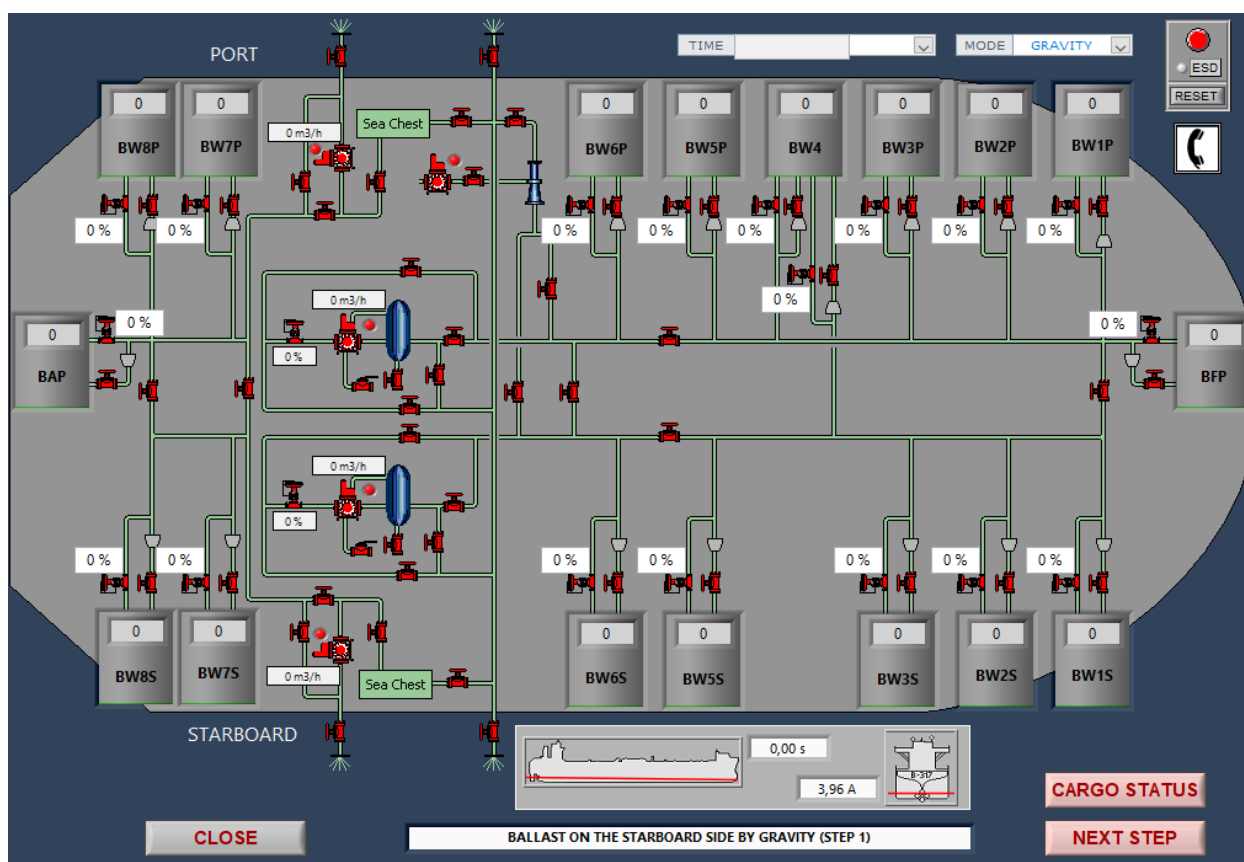 PORT
TIME
MODE GRAVITY
ESD
RESET
0 0 0 0 0 0 0 0
0 m3/h
Sea Chest
BW8P BW7P BW6P BW5P BW4 BW3P BW2P BW1P
0 % 0 % 0 % 0 % 0 % 0 % 0 % 0 %
0 m3/h
0 %
0 % 0 %
0 0
0 %
BAP BFP
0 m3/h
0 %
0 % 0 % 0 % 0 % 0 % 0 % 0 %
0 0 0 0 0 0 0
0 m3/h
BW8S BW7S Sea Chest BW6S BW5S BW3S BW2S BW1S
STARBOARD
0,00 s
B-317
3,96 A
CARGO STATUS
CLOSE
BALLAST ON THE STARBOARD SIDE BY GRAVITY (STEP 1)
NEXT STEP